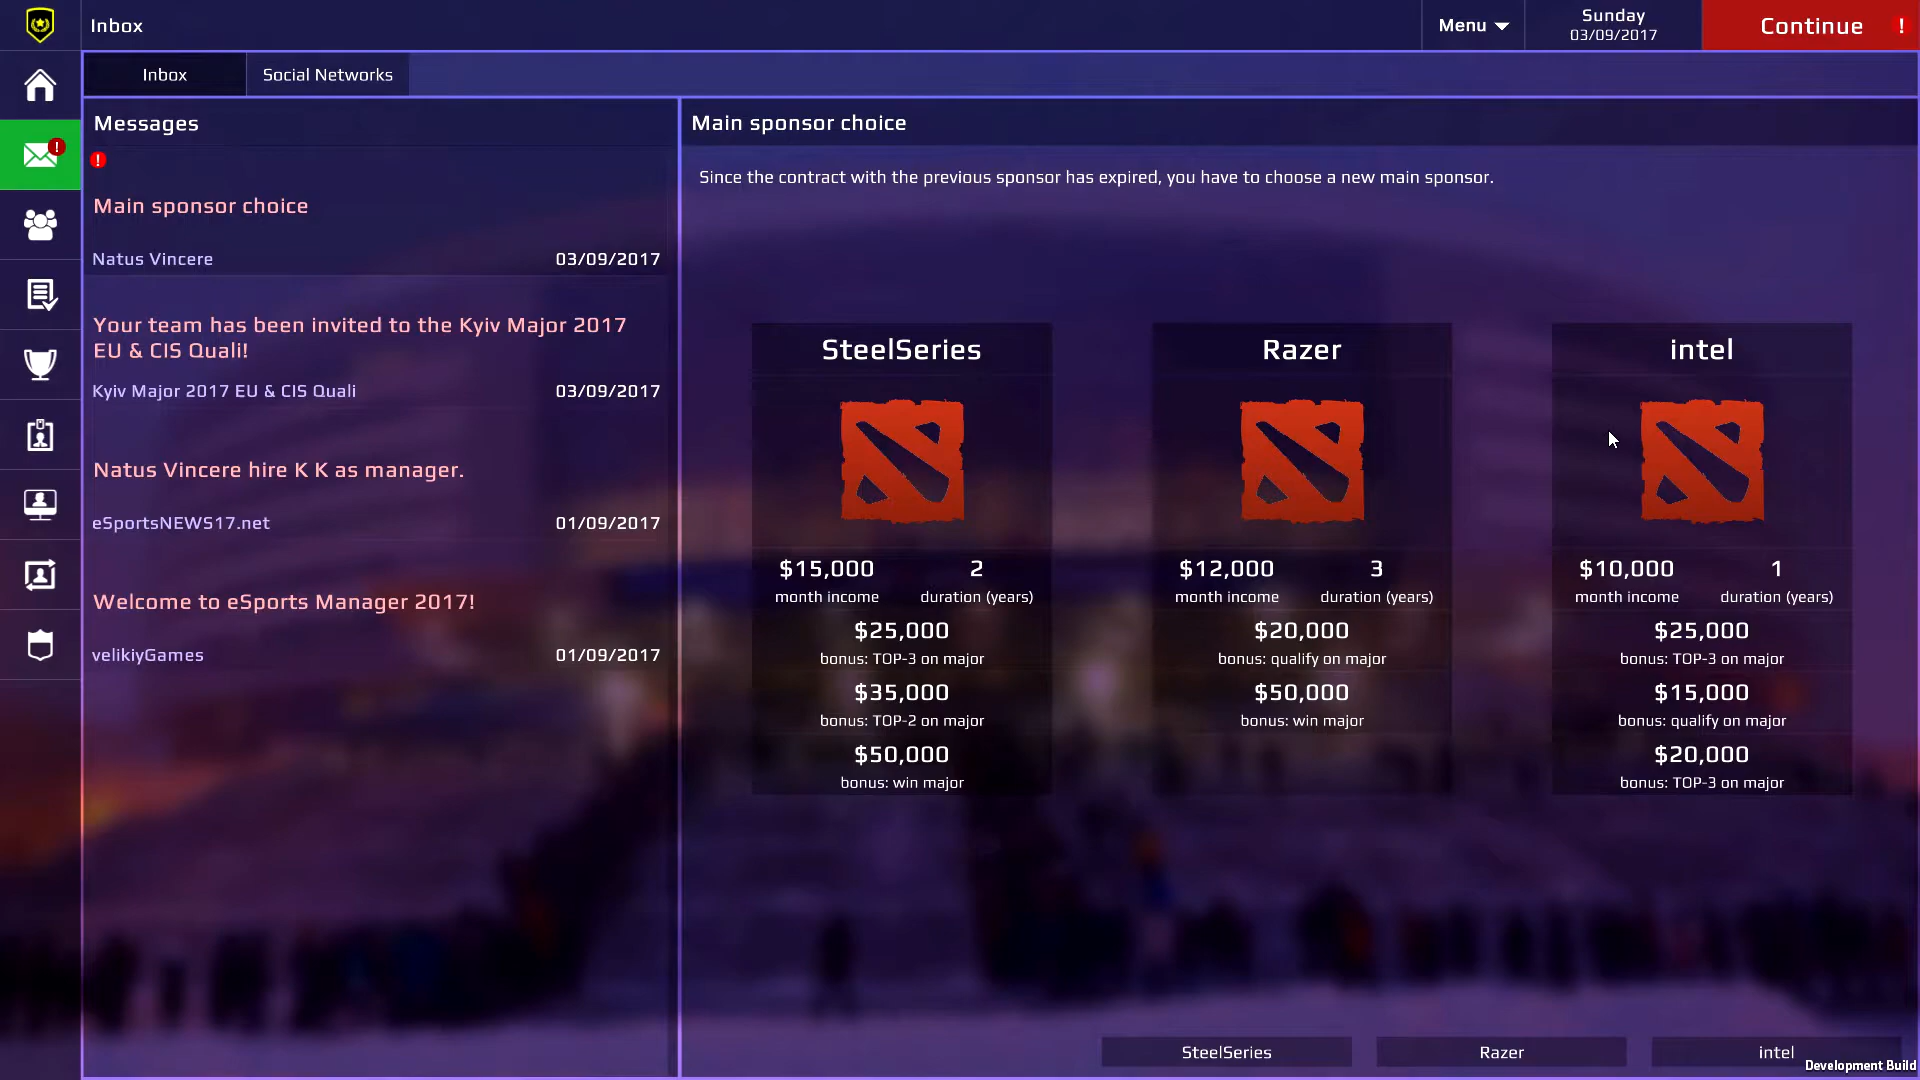 Inbox
Menu
Sunday
03/09/2017
Continue
!
Inbox
Social Networks
!
Messages
!
Main sponsor choice
Natus Vincere
03/09/2017
Your team has been invited to the Kyiv Major 2017
EU & CIS Quali!
Kyiv Major 2017 EU & CIS Quali
03/09/2017
Natus Vincere hire K K as manager.
eSportsNEWS17.net
01/09/2017
Welcome to eSports Manager 2017!
velikiyGames
01/09/2017
Main sponsor choice
Since the contract with the previous sponsor has expired, you have to choose a new main sponsor.
SteelSeries
$15,000
month income
2
duration (years)
$25,000
bonus: TOP-3 on major
$35,000
bonus: TOP-2 on major
$50,000
bonus: win major
Razer
$12,000
month income
3
duration (years)
$20,000
bonus: qualify on major
$50,000
bonus: win major
intel
$10,000
month income
1
duration (years)
$25,000
bonus: TOP-3 on major
$15,000
bonus: qualify on major
$20,000
bonus: TOP-3 on major
SteelSeries
Razer
intel
Development Build